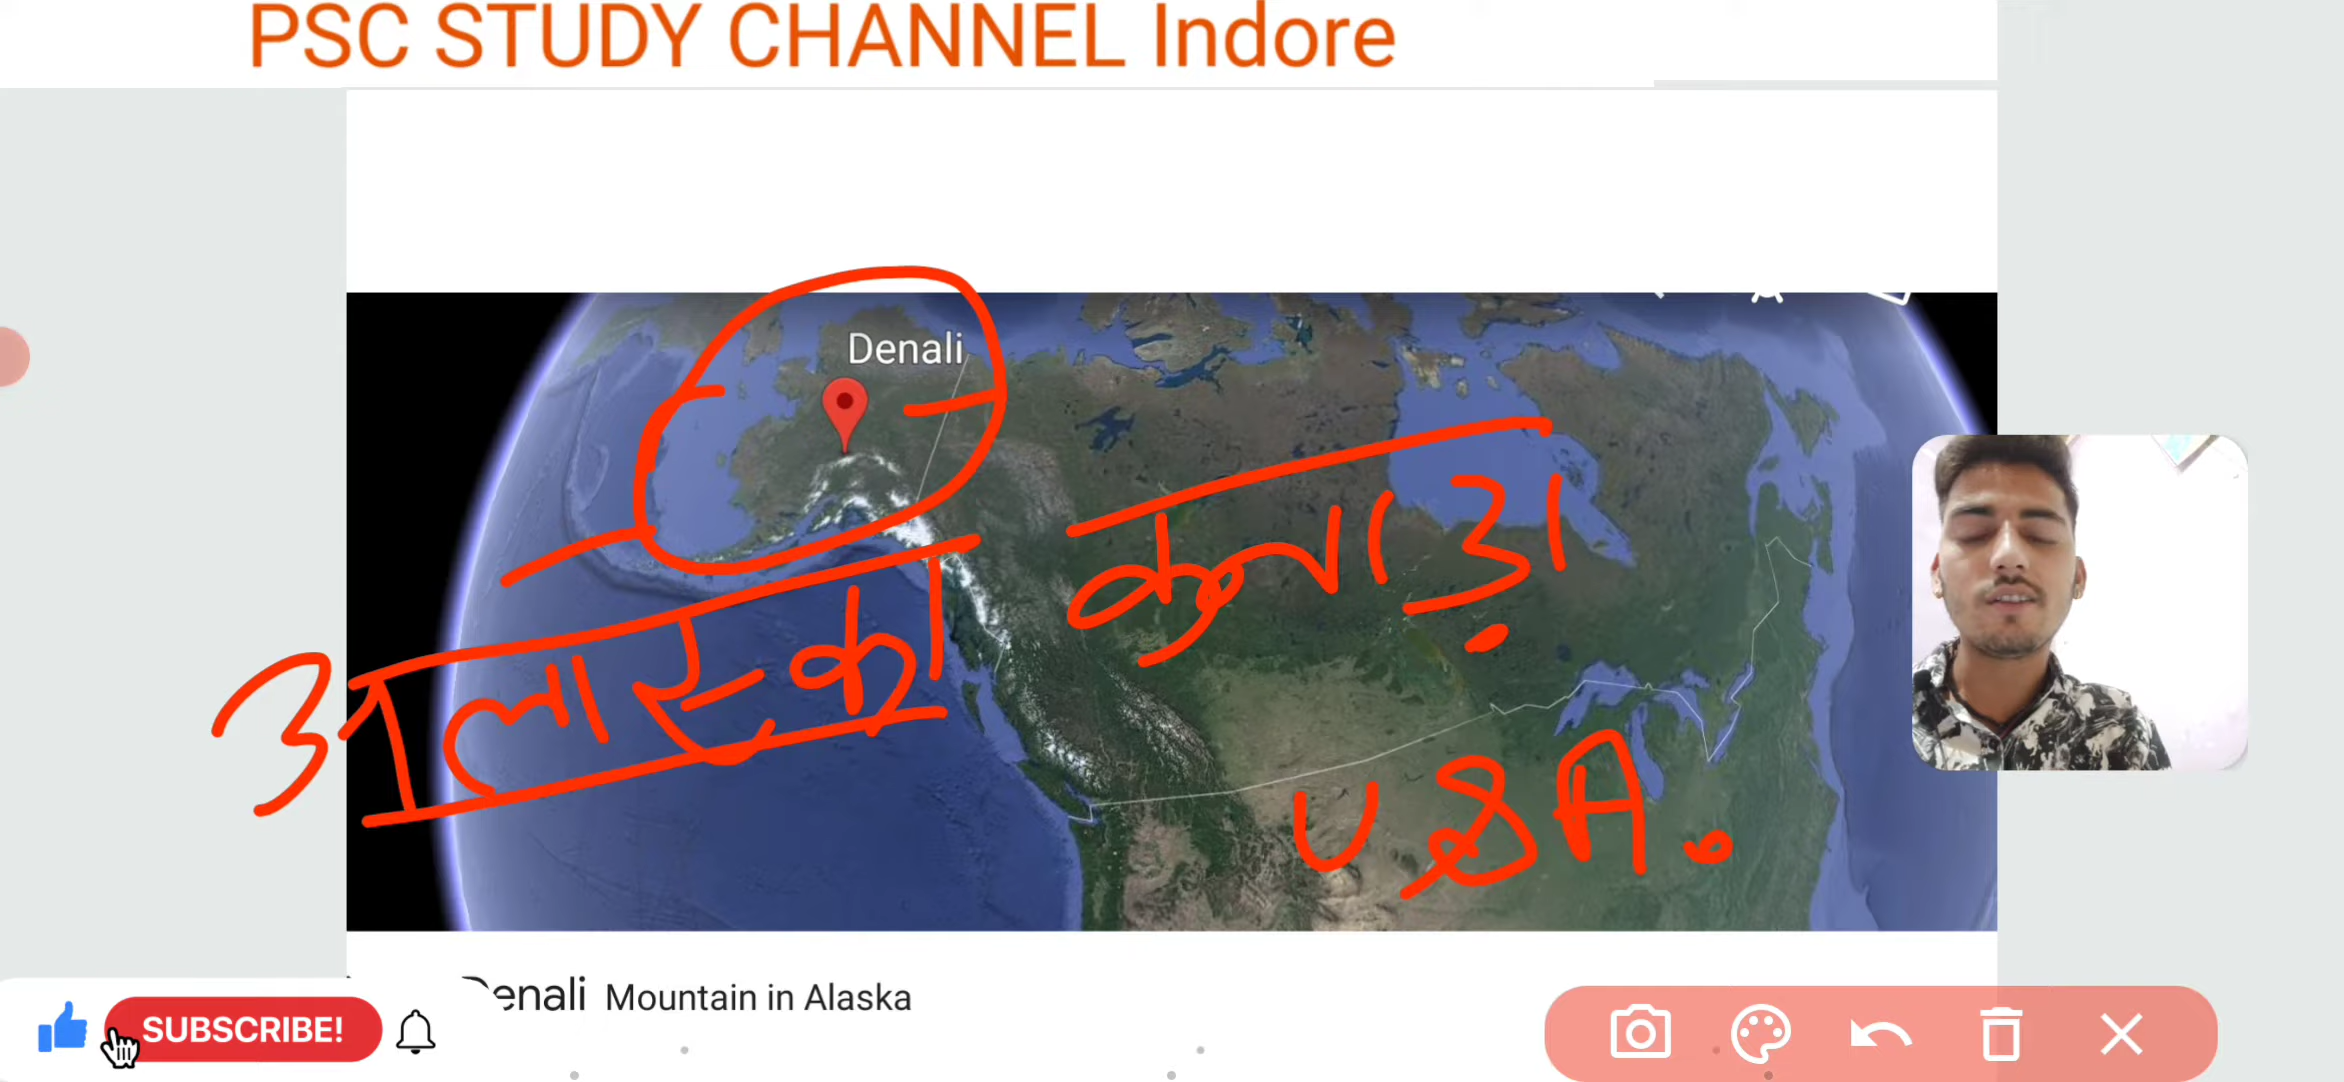 PSC STUDY CHANNEL Indore
Denali
कनाडा
अलास्का
USA.
Denali Mountain in Alaska
SUBSCRIBE!